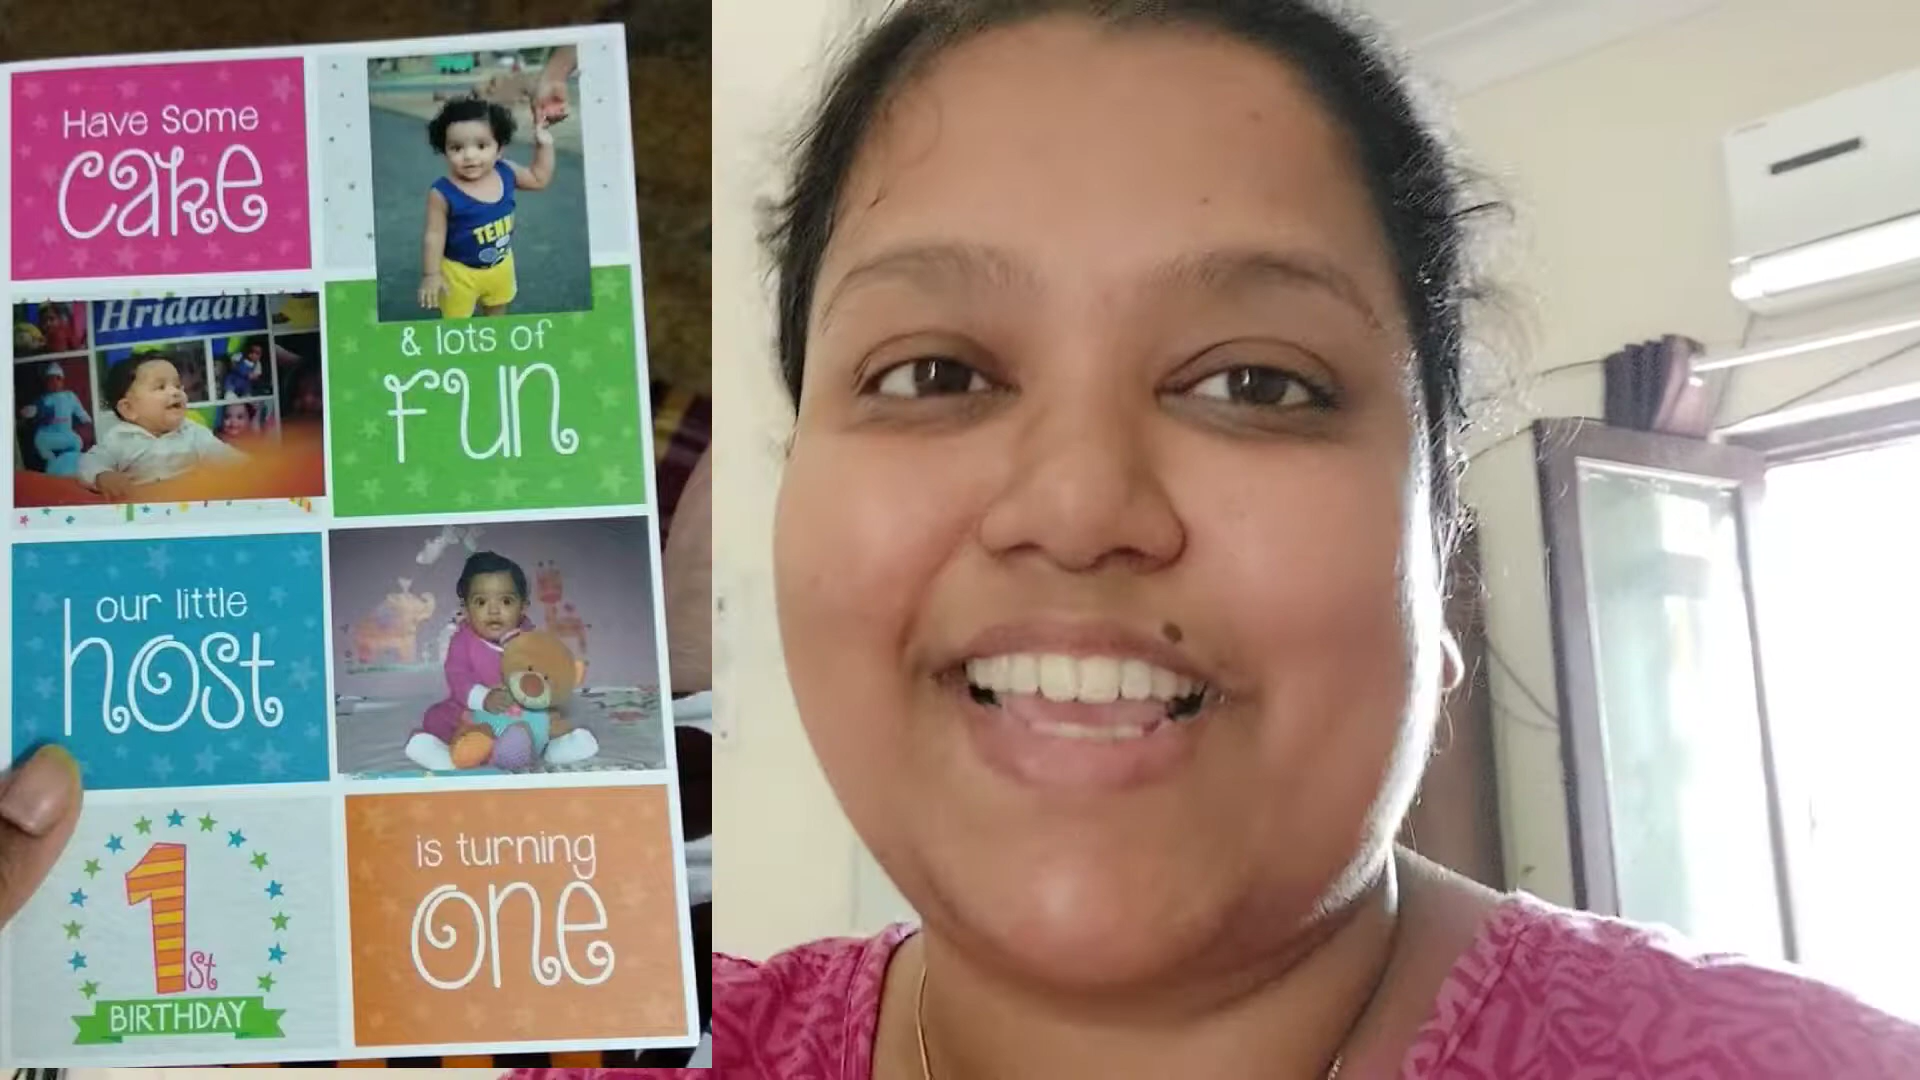 Have Some
cake
Hridaan
& lots of
Fun
our little
host
1st
BIRTHDAY
is turning
one